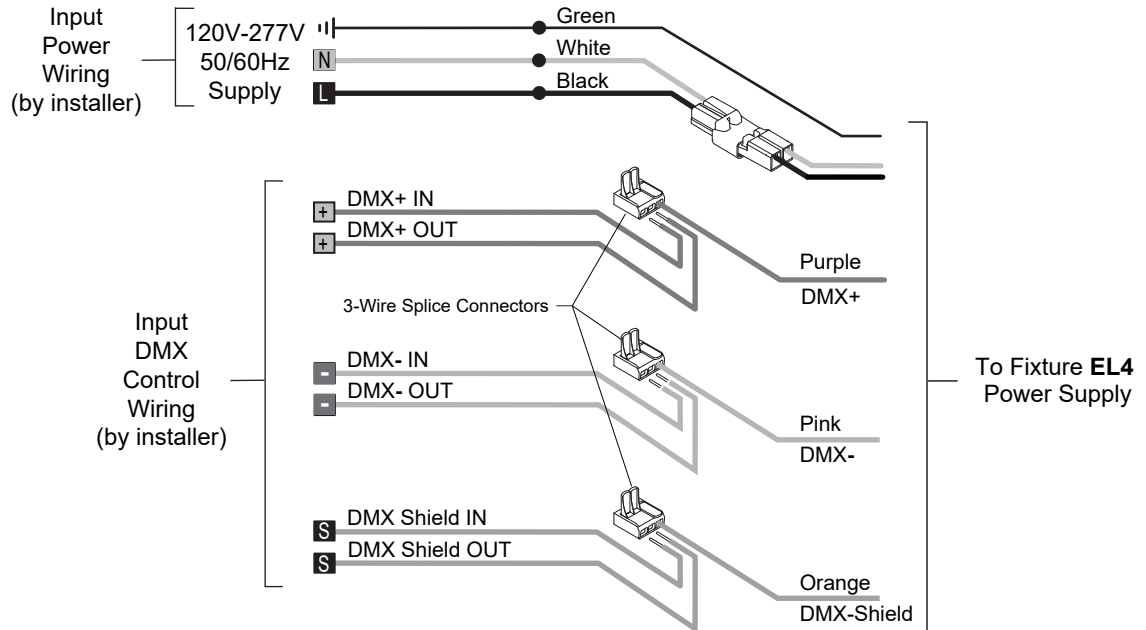 Input
Power
Wiring
(by installer)
120V-277V
50/60Hz
Supply
N
L
Green
White
Black
Input
DMX
Control
Wiring
(by installer)
+
DMX+ IN
+
DMX+ OUT
Purple
DMX+
3-Wire Splice Connectors
-
DMX- IN
-
DMX- OUT
Pink
DMX-
S
DMX Shield IN
S
DMX Shield OUT
Orange
DMX-Shield
To Fixture EL4
Power Supply